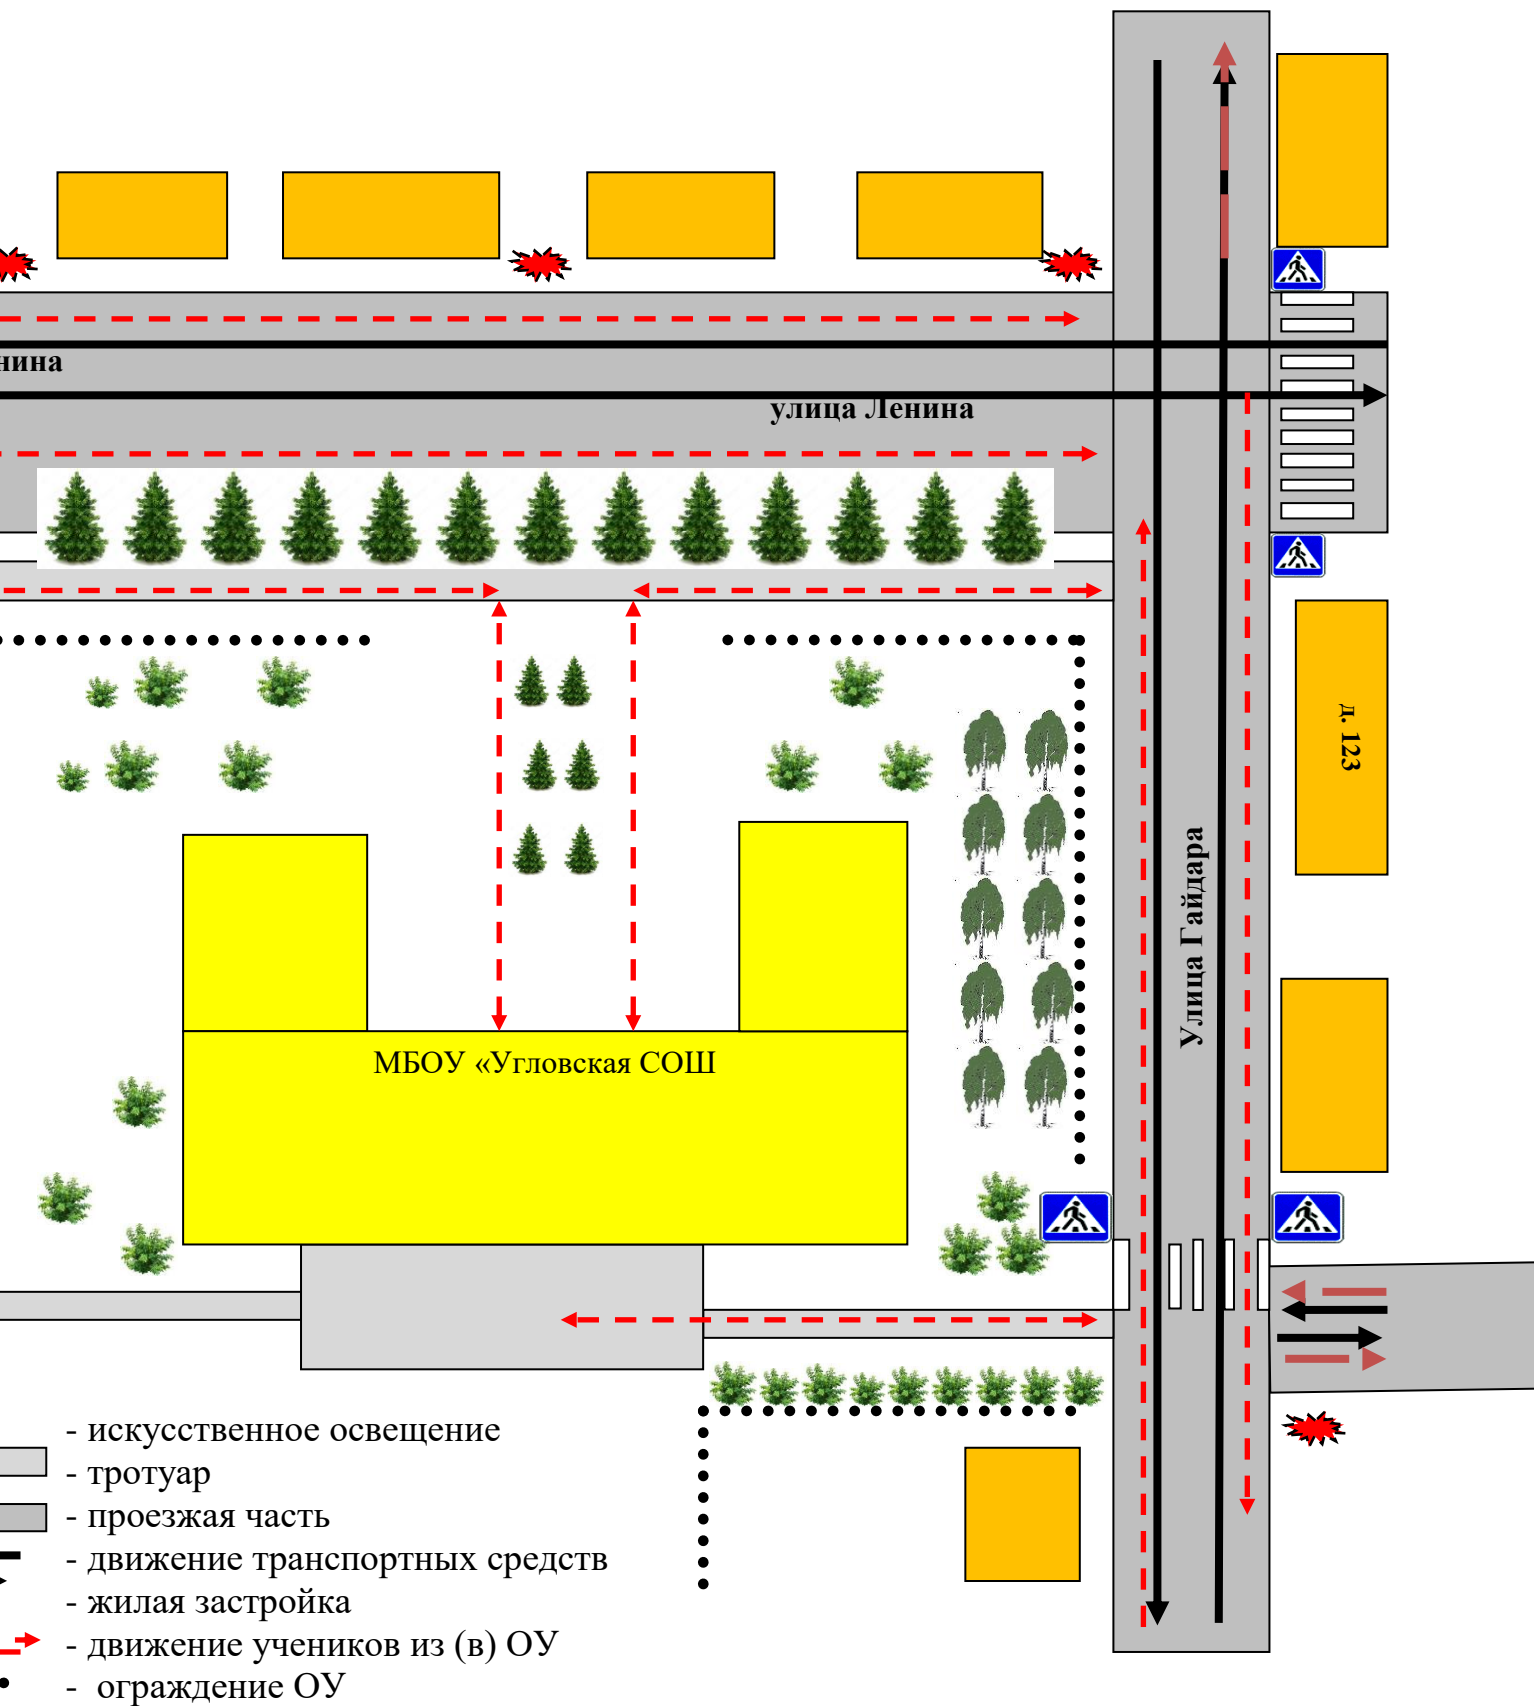 нина
улица Ленина
д. 123
Улица Гайдара
МБОУ «Угловская СОШ
- искусственное освещение
- тротуар
- проезжая часть
- движение транспортных средств
- жилая застройка
- движение учеников из (в) ОУ
- ограждение ОУ